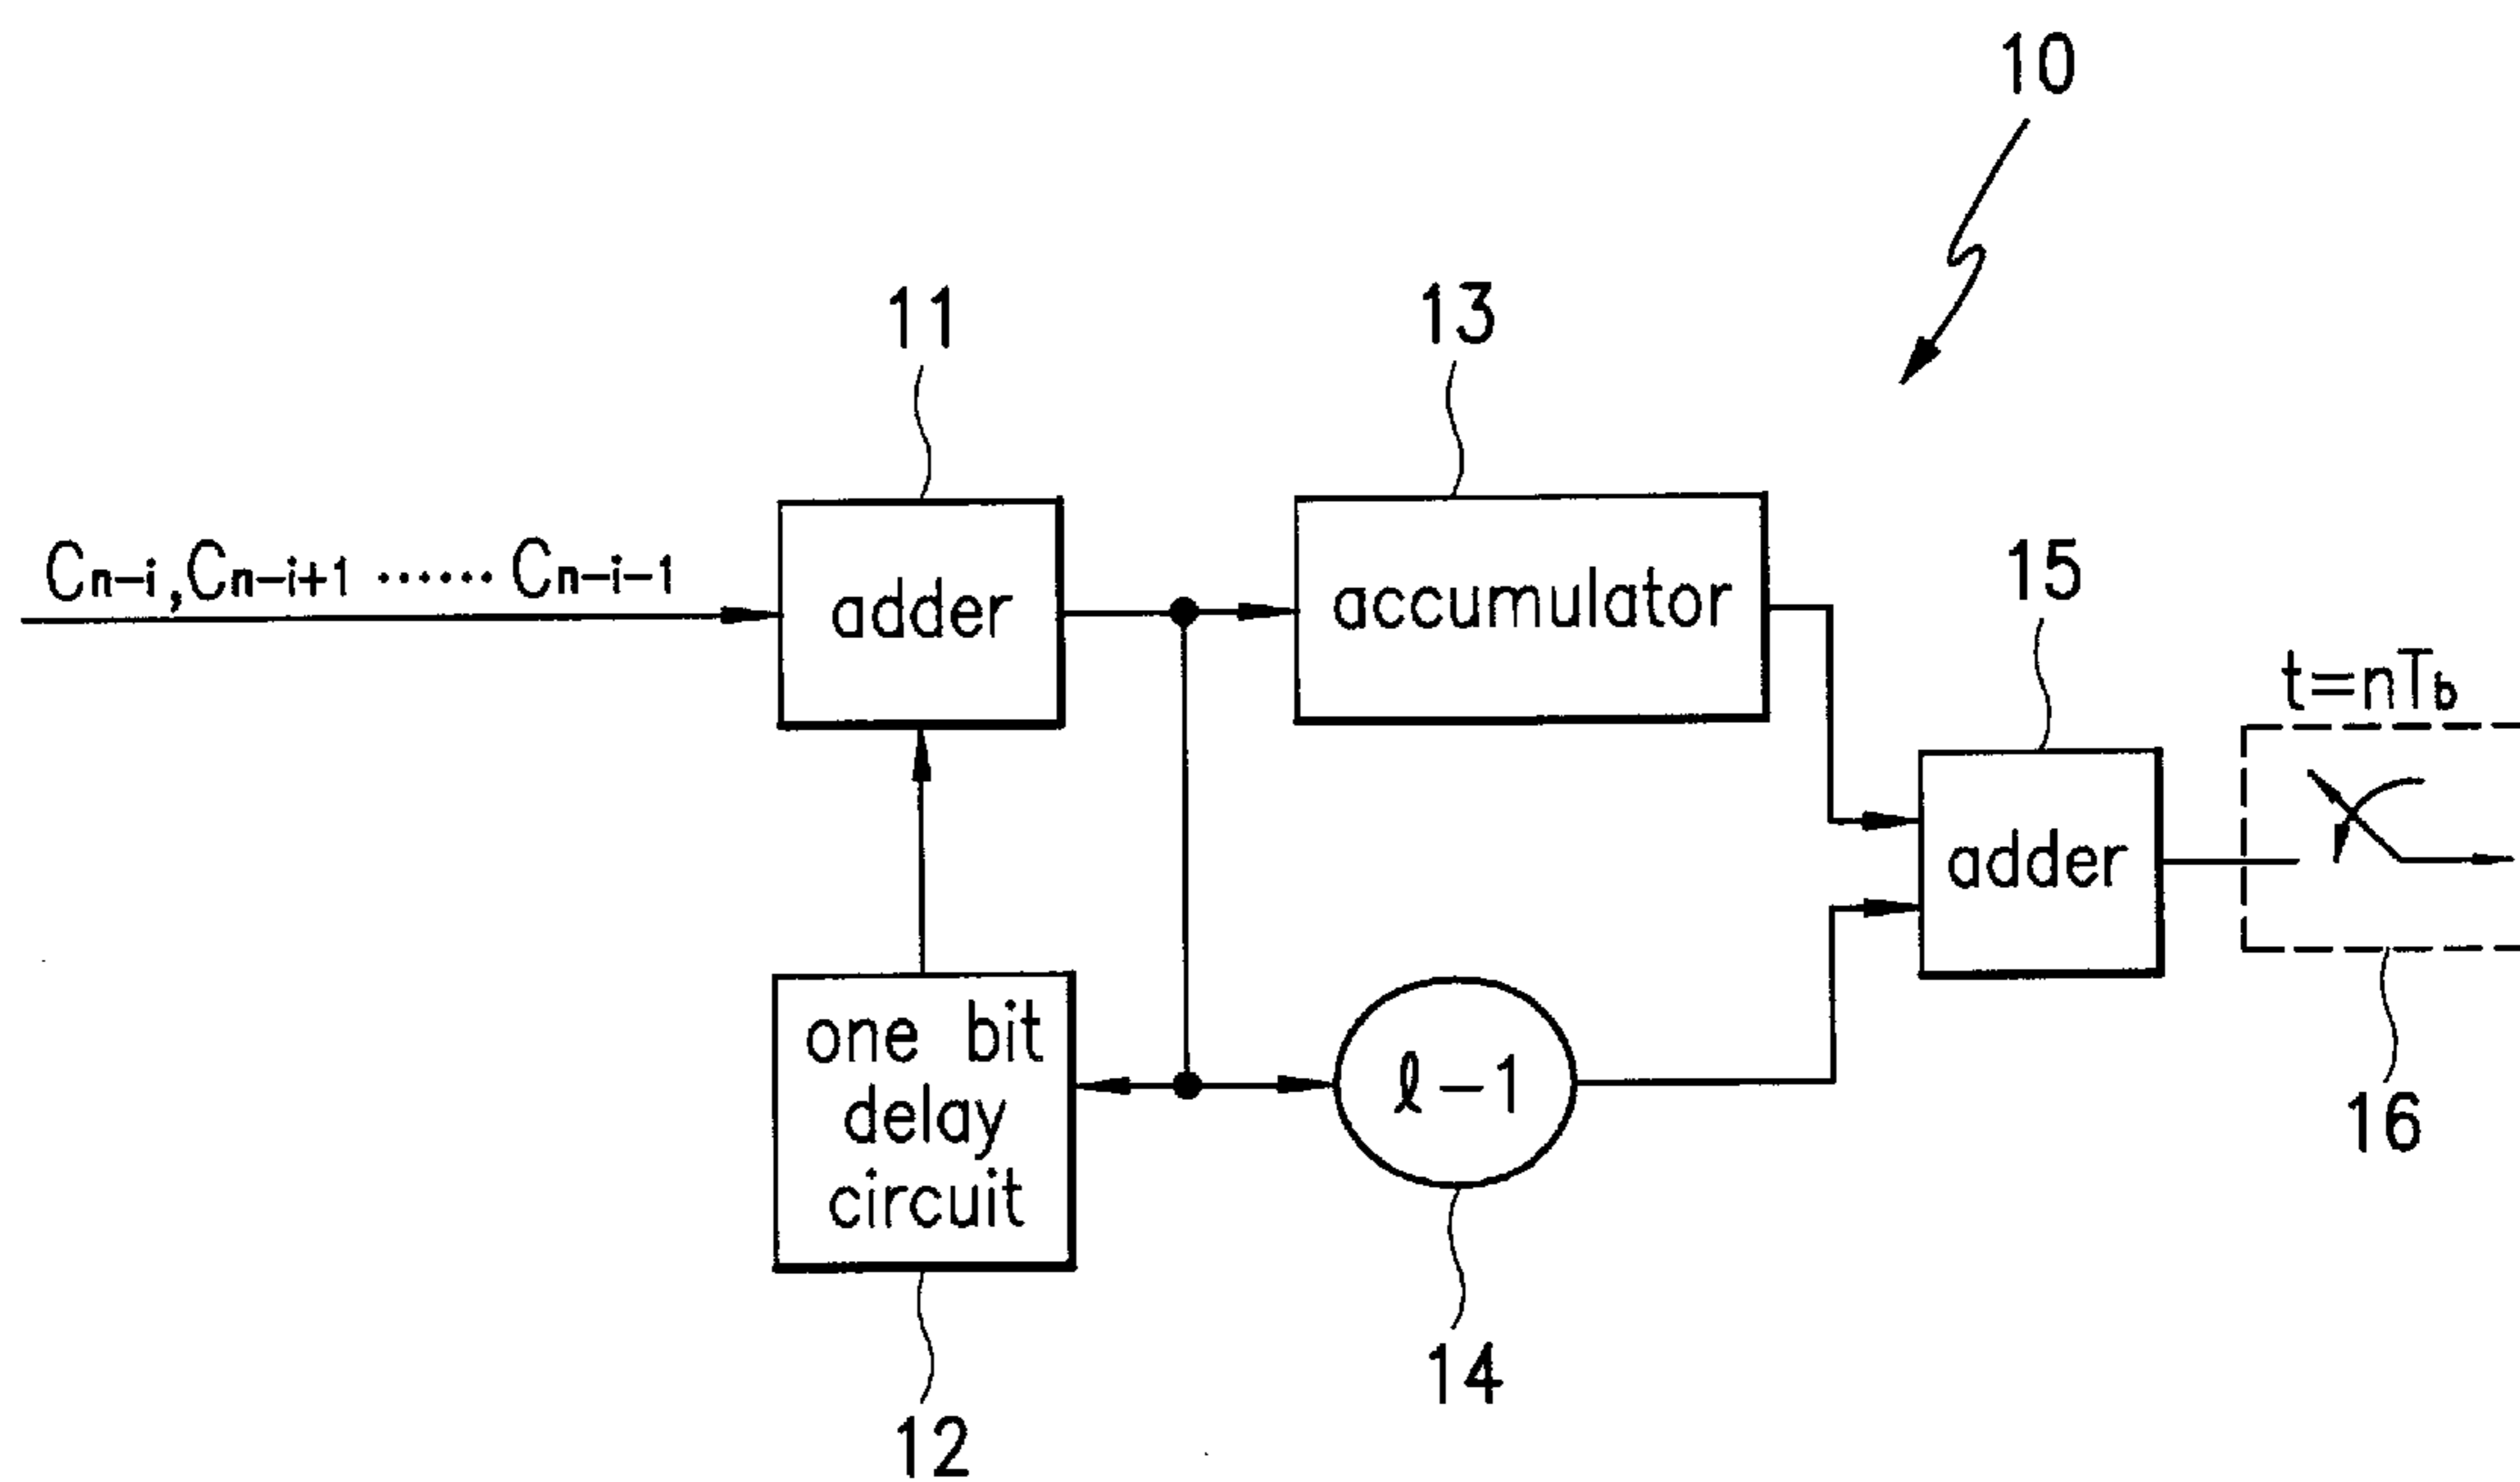 10
11
13
Cn-i,Cn-i+1 ...... Cn-i-1
adder
accumulator
15
t=nTb
adder
one bit
delay
circuit
ℓ-1
16
14
12